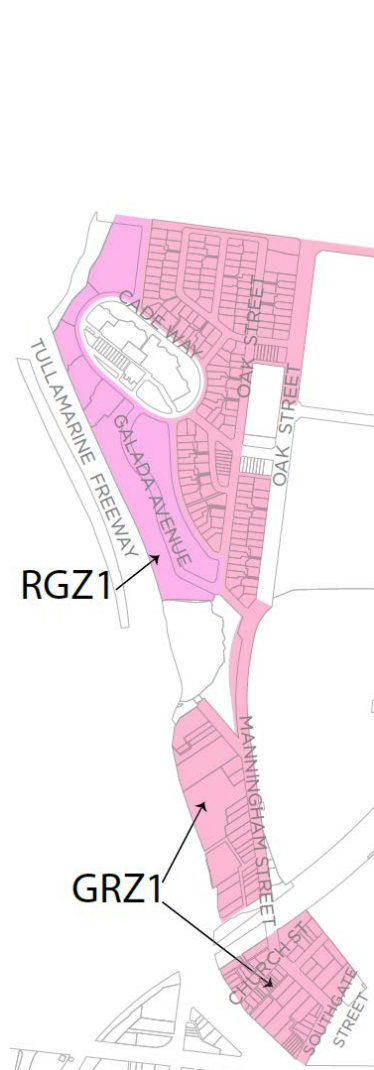 CADE WAY
OAK STREET
TULLAMARINE FREEWAY
OAK STREET
GALADA AVENUE
RGZ1
MANNINGHAM STREET
GRZ1
CHURCH ST
SOUTHGATE
STREET